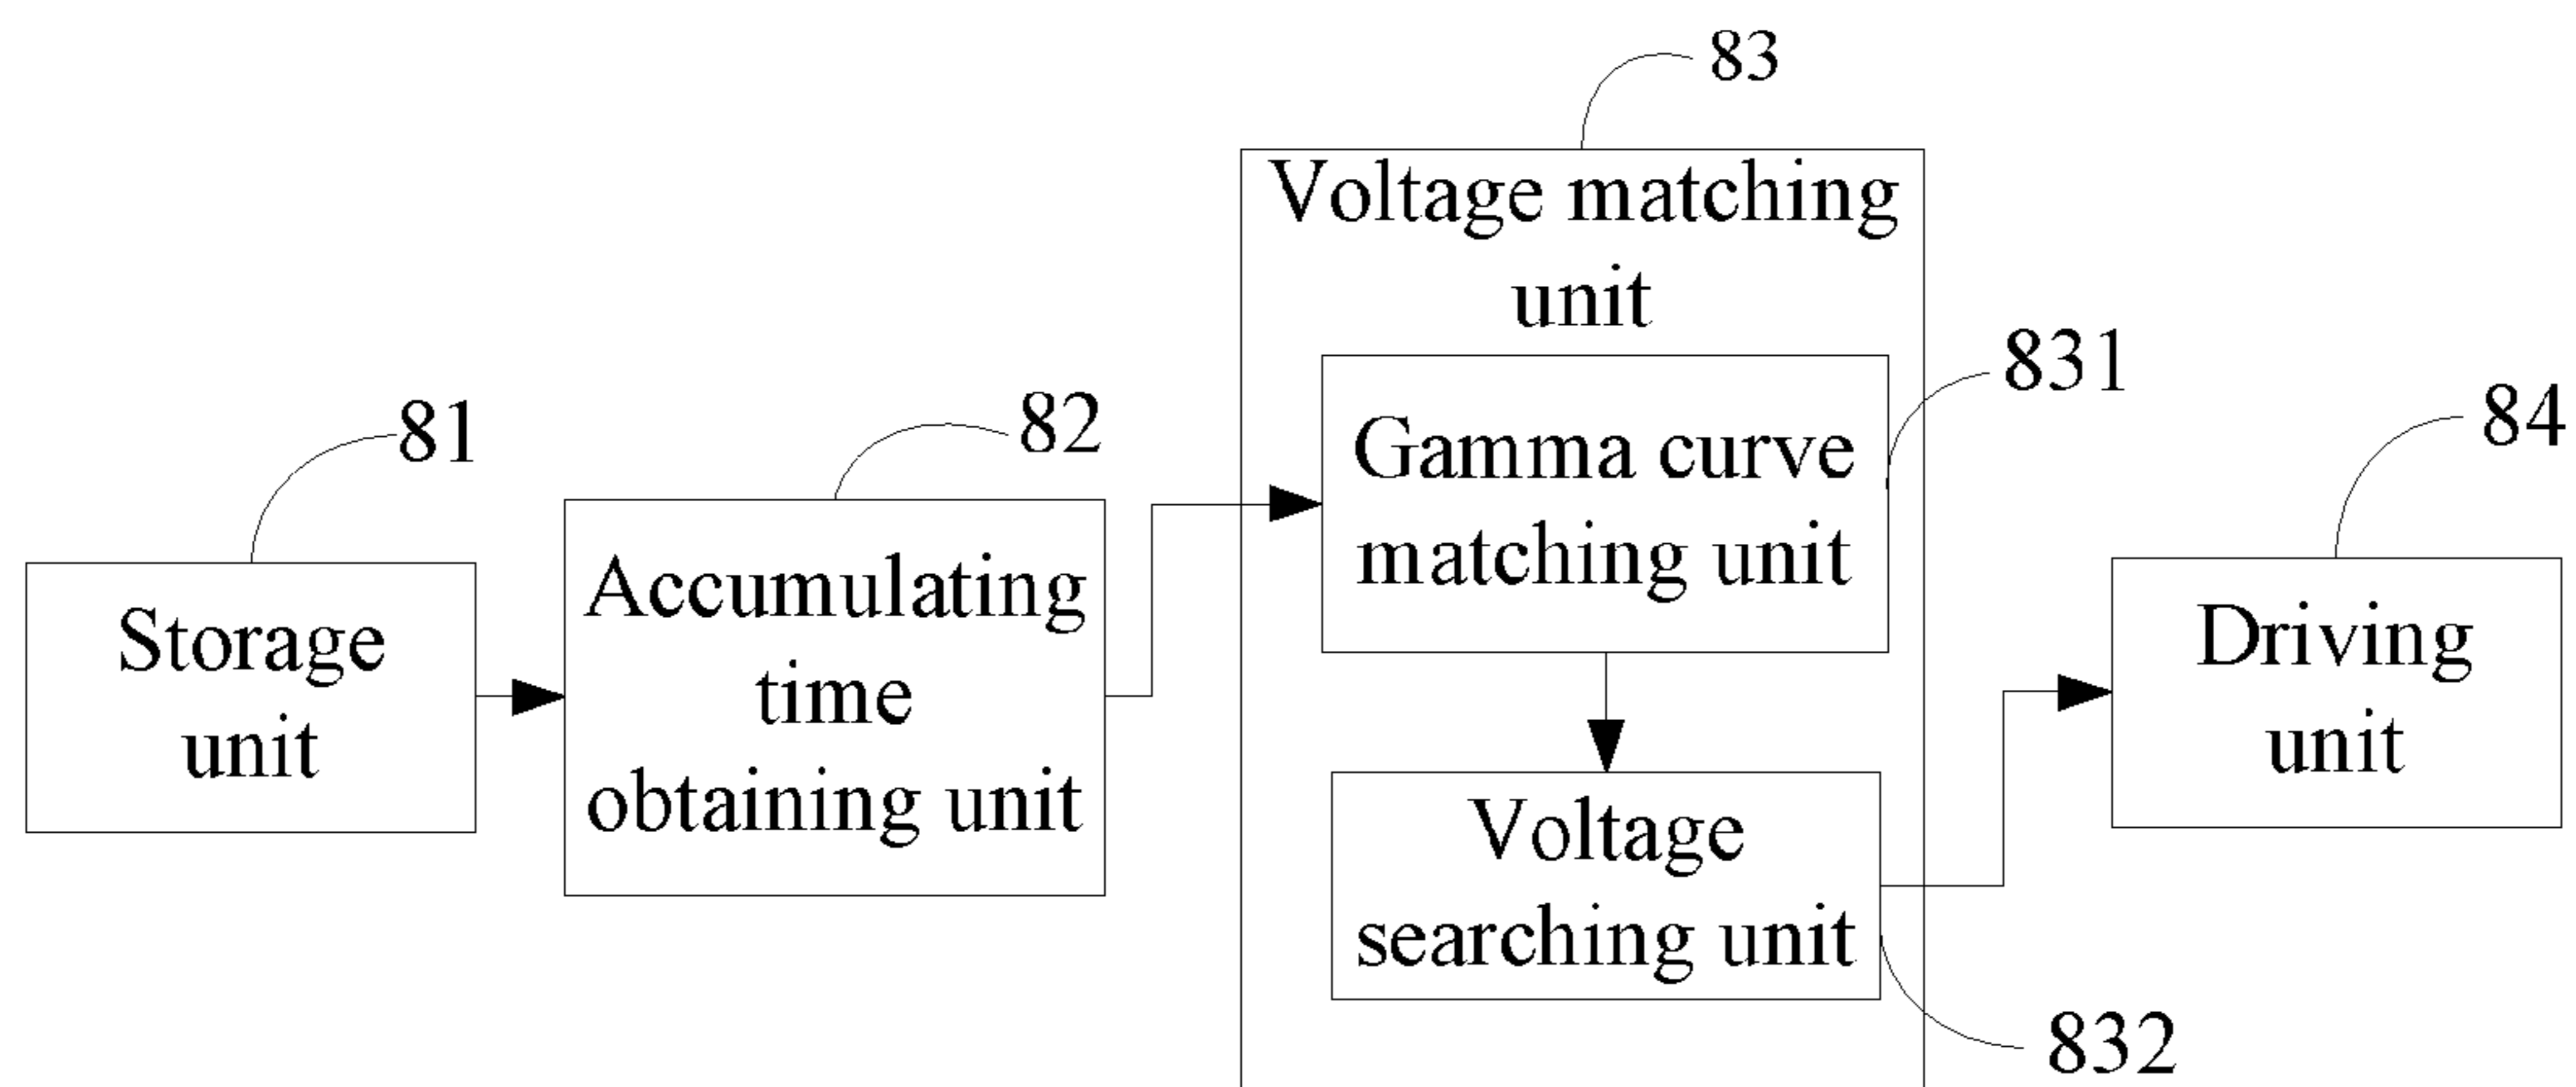 83
Voltage matching
unit
831
Gamma curve
matching unit
81
82
84
Storage
unit
Accumulating
time
obtaining unit
Driving
unit
Voltage
searching unit
832